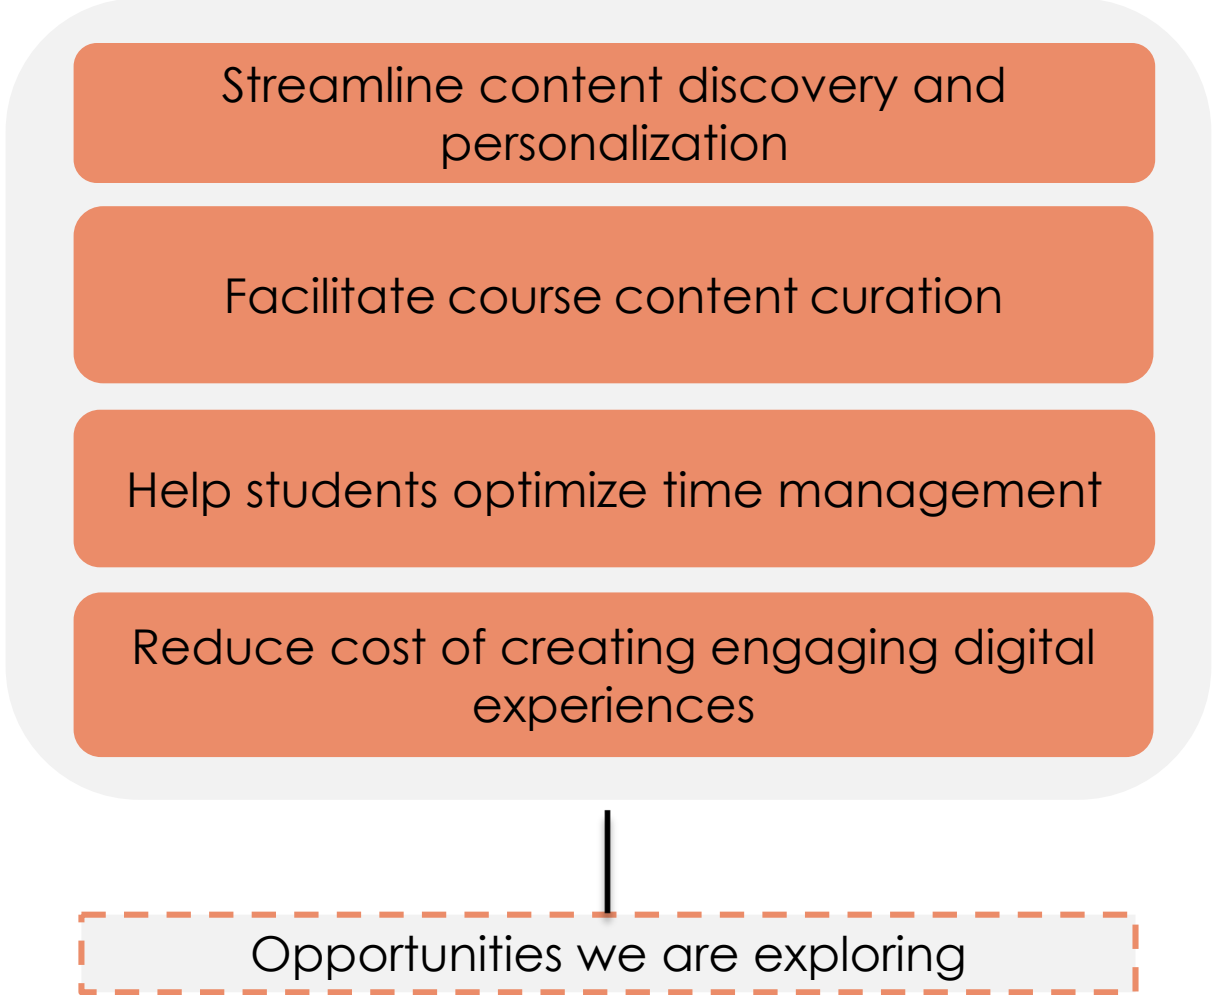 Streamline content discovery and
personalization
Facilitate course content curation
Help students optimize time management
Reduce cost of creating engaging digital
experiences
Opportunities we are exploring